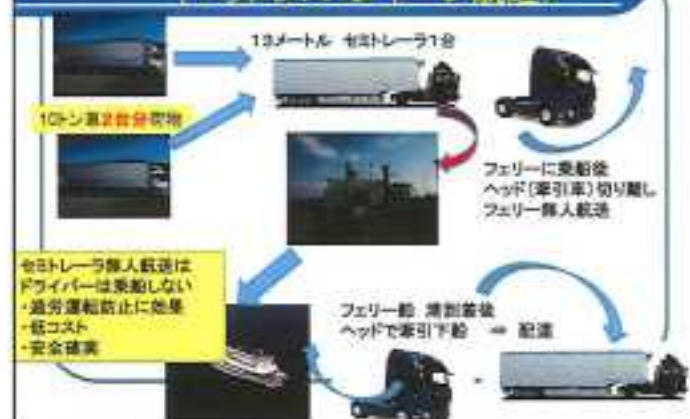 13メートル セミトレーラ1台
10トン車2台分荷物
フェリーに乗船後
ヘッド(牽引車)切り離し
フェリー無人航送
セミトレーラ無人航送は
ドライバーは乗船しない
・過労運転防止に効果
・低コスト
・安全確実
フェリー船 港到着後
ヘッドで牽引下船 ⇒ 配達